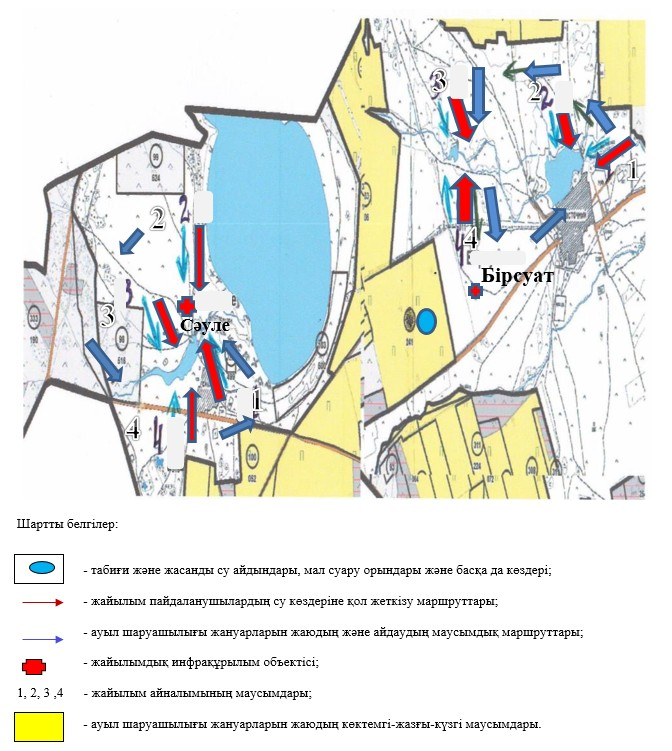 3
2
1
2
4
Бірсуат
3
Сәуле
1
4
Шартты белгілер:
- табиғи және жасанды су айдындары, мал суару орындары және басқа да көздері;
- жайылым пайдаланушылардың су көздеріне қол жеткізу маршруттары;
- ауыл шаруашылығы жануарларын жаюдың және айдаудың маусымдық маршруттары;
- жайылымдық инфрақұрылым объектісі;
1, 2, 3 ,4 - жайылым айналымының маусымдары;
- ауыл шаруашылығы жануарларын жаюдың көктемгі-жазғы-күзгі маусымдары.